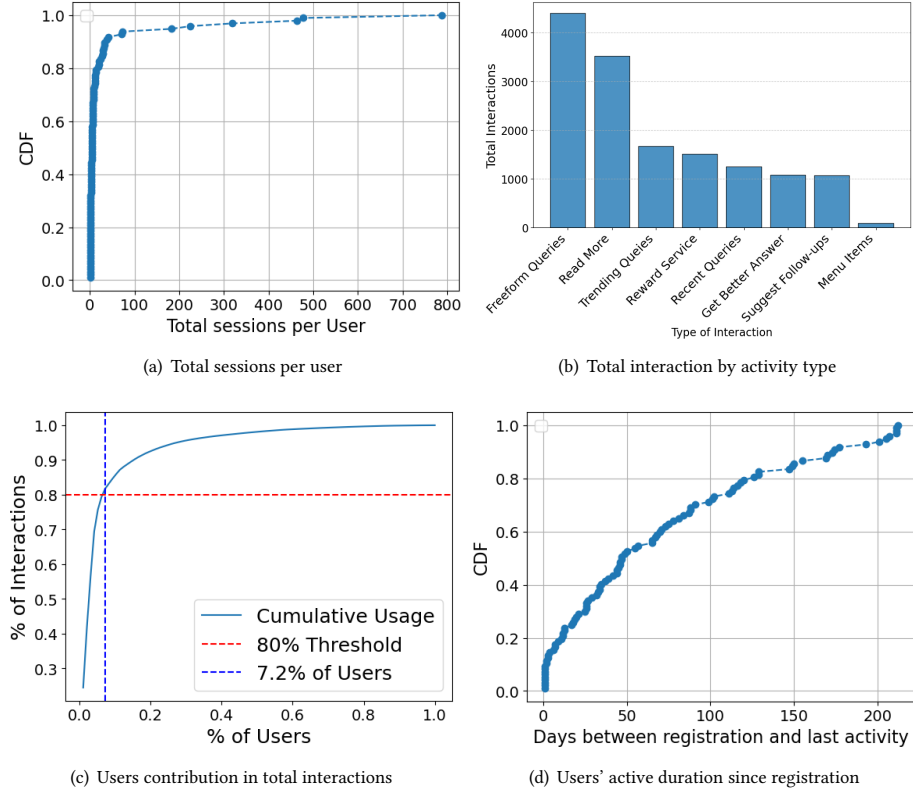 1.0
0.8
0.6
0.4
0.2
0.0
CDF
0 100 200 300 400 500 600 700 800
Total sessions per User
(a) Total sessions per user
4000
3000
2000
1000
0
Total Interactions
Freeform Queries
Read More
Trending Queies
Reward Service
Recent Queries
Get Better Answer
Suggest Follow-ups
Menu Items
Type of Interaction
(b) Total interaction by activity type
1.0
0.9
0.8
0.7
0.6
0.5
0.4
0.3
% of Interactions
Cumulative Usage
80% Threshold
7.2% of Users
0.0 0.2 0.4 0.6 0.8 1.0
% of Users
(c) Users contribution in total interactions
1.0
0.8
0.6
0.4
0.2
0.0
CDF
0 50 100 150 200
Days between registration and last activity
(d) Users' active duration since registration